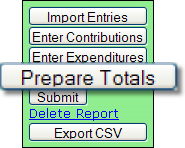 Import Entries
Enter Contributions
Enter Expenditures
Prepare Totals
Submit
Delete Report
Export CSV